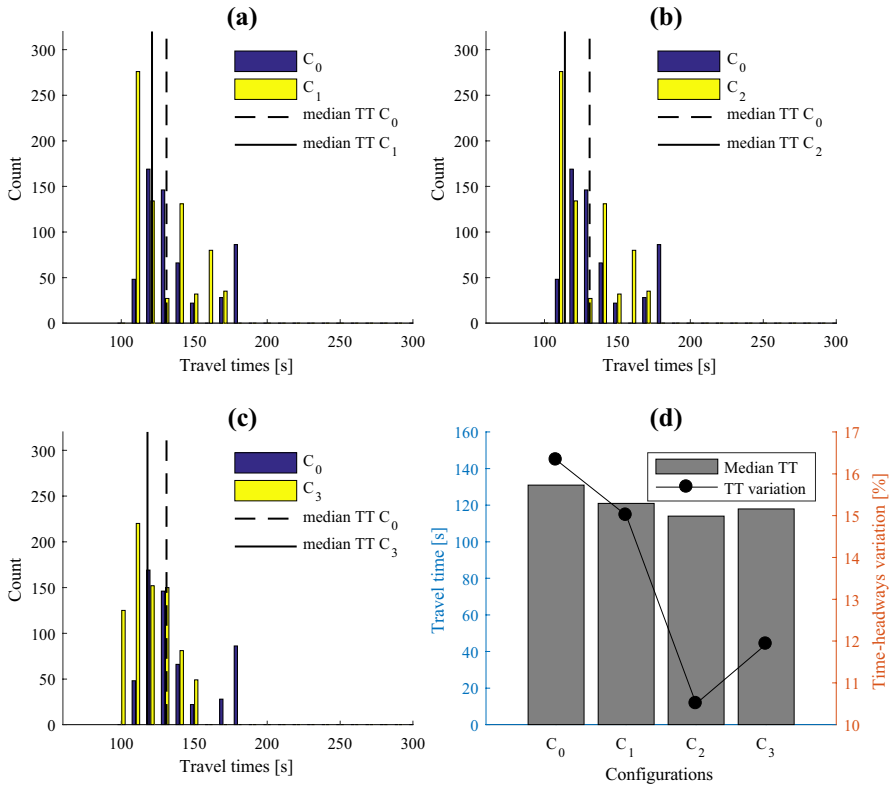 (a)
300
250
200
150
100
50
0
Count
100
150
200
250
300
Travel times [s]
C0
C1
median TT C0
median TT C1
(b)
300
250
200
150
100
50
0
Count
100
150
200
250
300
Travel times [s]
C0
C2
median TT C0
median TT C2
(c)
300
250
200
150
100
50
0
Count
100
150
200
250
300
Travel times [s]
C0
C3
median TT C0
median TT C3
(d)
160
140
120
100
80
60
40
20
0
Travel time [s]
Median TT
TT variation
17
16
15
14
13
12
11
10
Time-headways variation [%]
C0
C1
C2
C3
Configurations